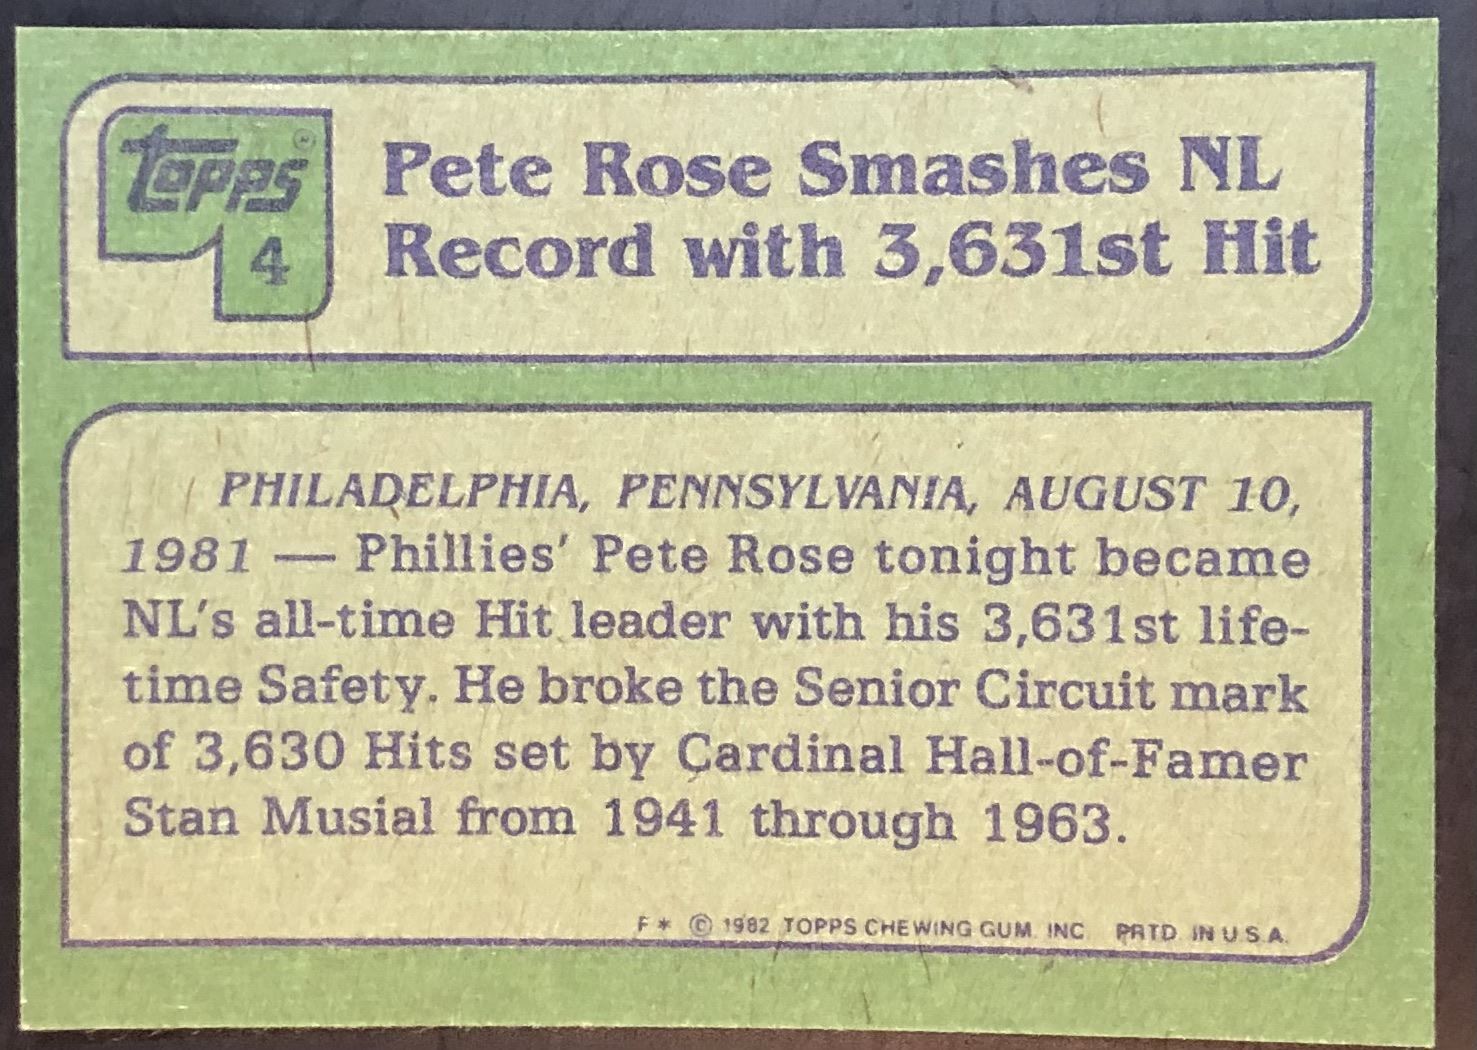 topps®
4
Pete Rose Smashes NL
Record with 3,631st Hit
PHILADELPHIA, PENNSYLVANIA, AUGUST 10,
1981 — Phillies' Pete Rose tonight became
NL's all-time Hit leader with his 3,631st life-
time Safety. He broke the Senior Circuit mark
of 3,630 Hits set by Cardinal Hall-of-Famer
Stan Musial from 1941 through 1963.
F * © 1982 TOPPS CHEWING GUM. INC PRTD. IN U.S.A.